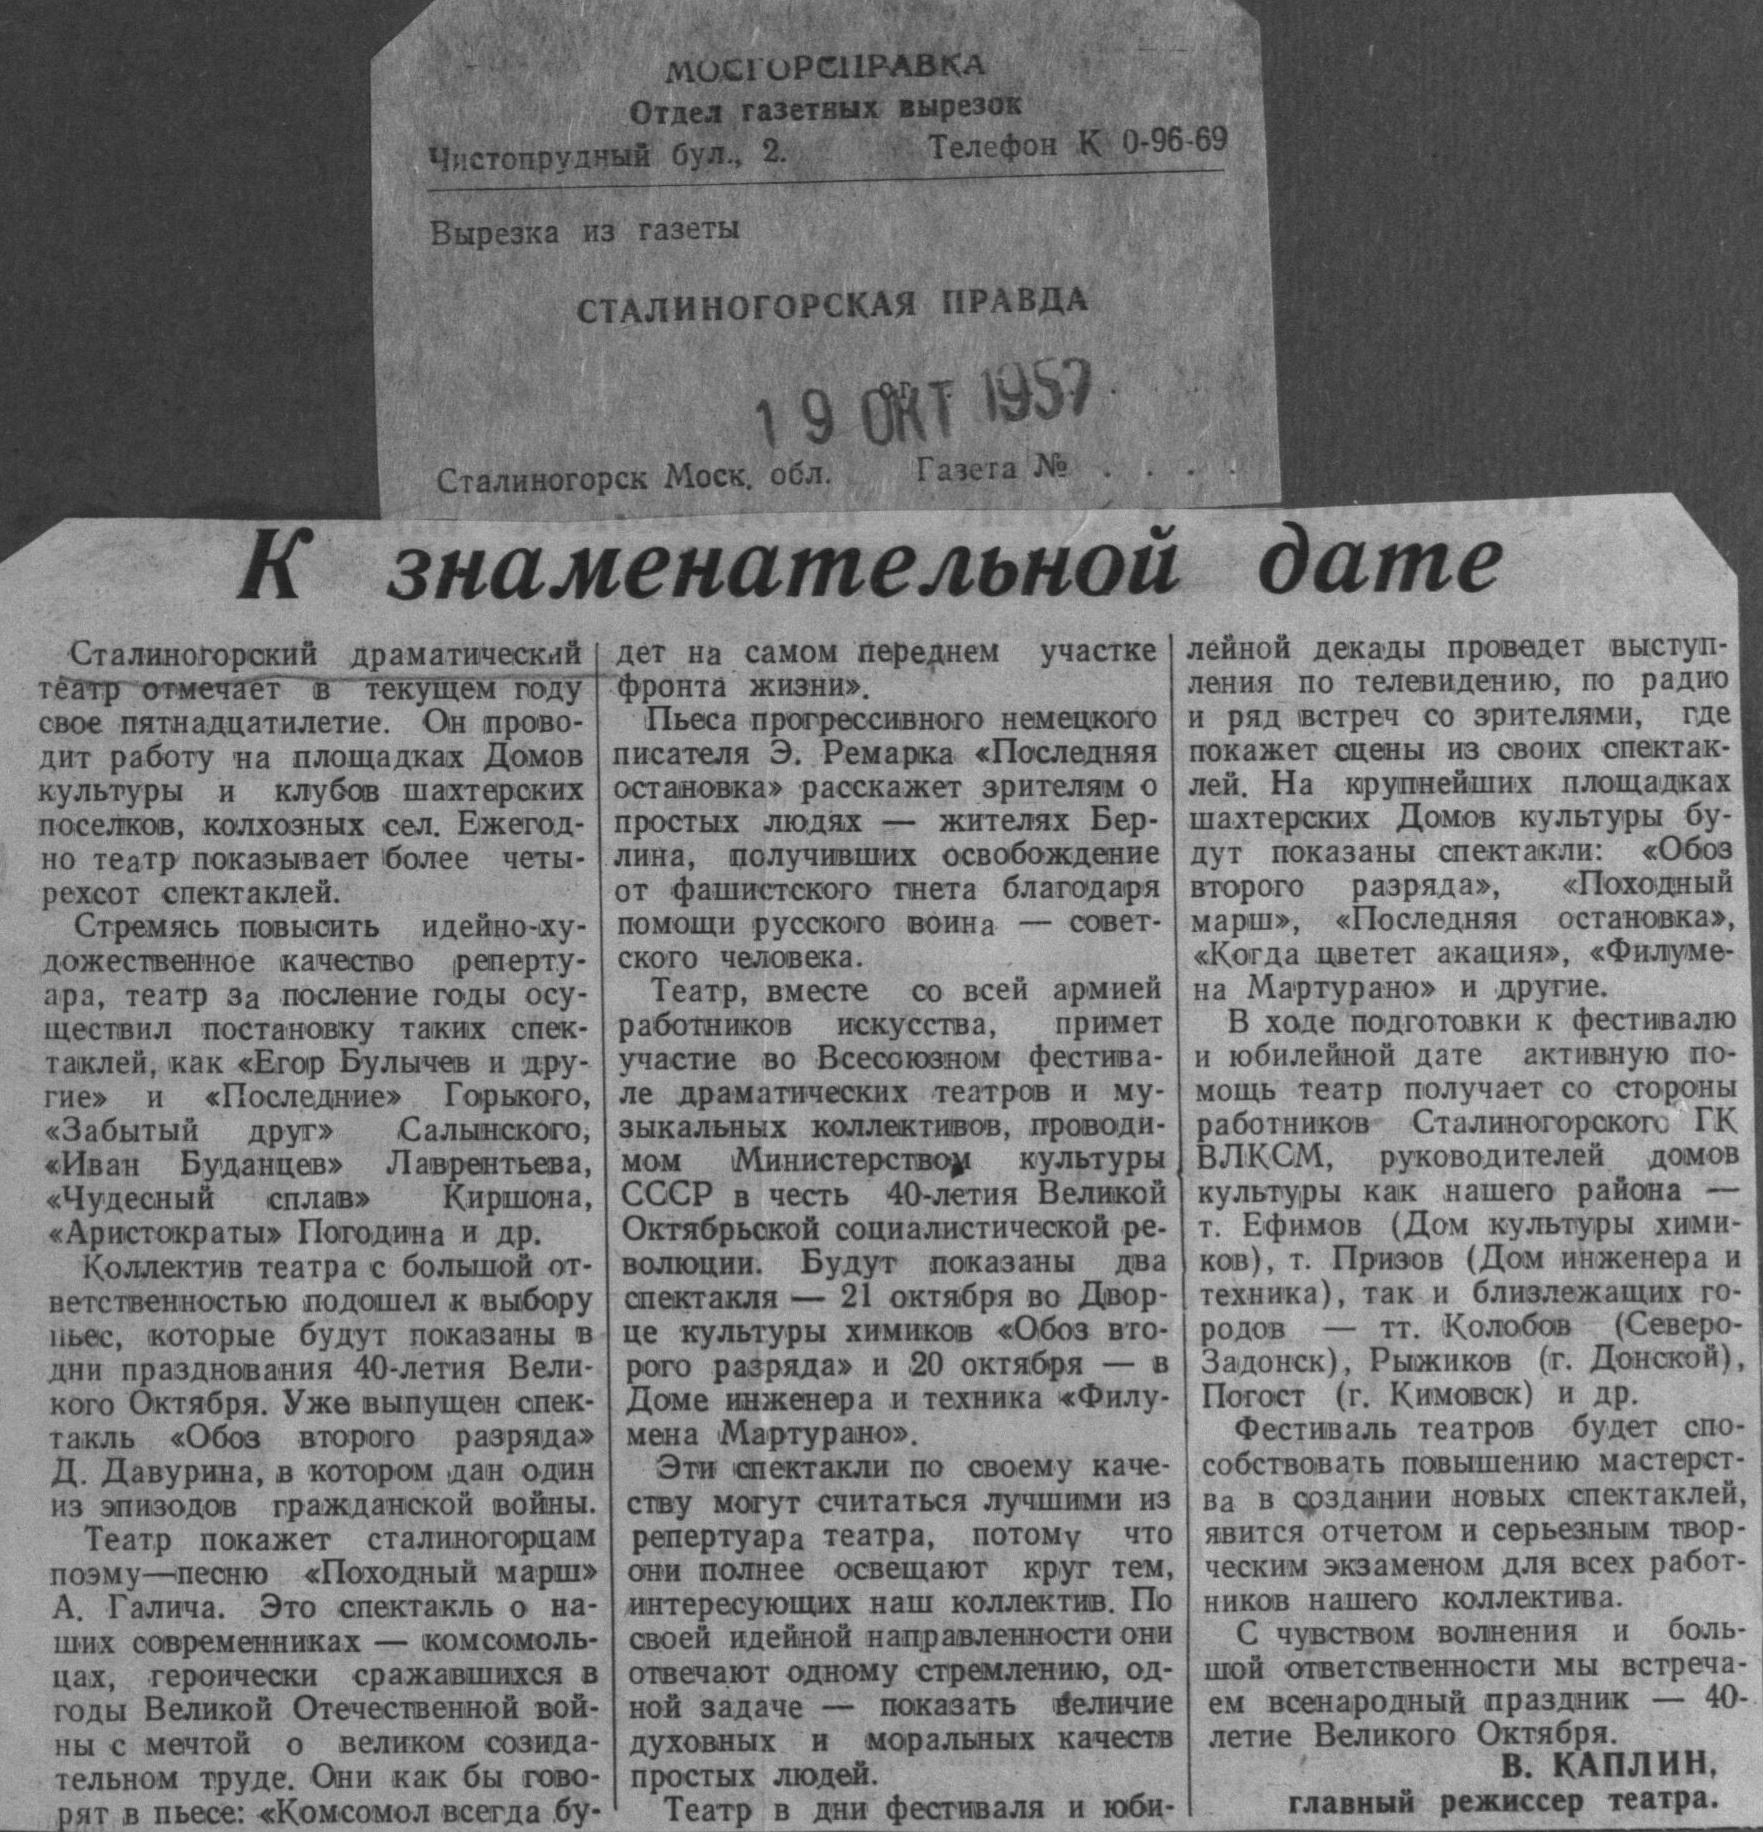 МОСГОРСПРАВКА
Отдел газетных вырезок
Чистопрудный бул., 2. Телефон К 0-96-69
Вырезка из газеты
СТАЛИНОГОРСКАЯ ПРАВДА
от
19 ОКТ 1957
Сталиногорск Моск. обл. Газета № . . . .
К знаменательной дате
Сталиногорский драматический
театр отмечает в текущем году
свое пятнадцатилетие. Он прово-
дит работу на площадках Домов
культуры и клубов шахтерских
поселков, колхозных сел. Ежегод-
но театр показывает более четы-
рехсот спектаклей.
Стремясь повысить идейно-ху-
дожественное качество реперту-
ара, театр за посление годы осу-
ществил постановку таких спек-
таклей, как «Егор Булычев и дру-
гие» и «Последние» Горького,
«Забытый друг» Салынского,
«Иван Буданцев» Лаврентьева,
«Чудесный сплав» Киршона,
«Аристократы» Погодина и др.
Коллектив театра с большой от-
ветственностью подошел к выбору
пьес, которые будут показаны в
дни празднования 40-летия Вели-
кого Октября. Уже выпущен спек-
такль «Обоз второго разряда»
Д. Давурина, в котором дан один
из эпизодов гражданской войны.
Театр покажет сталиногорцам
поэму—песню «Походный марш»
А. Галича. Это спектакль о на-
ших современниках — комсомоль-
цах, героически сражавшихся в
годы Великой Отечественной вой-
ны с мечтой о великом созида-
тельном труде. Они как бы гово-
рят в пьесе: «Комсомол всегда бу-
дет на самом переднем участке
фронта жизни».
Пьеса прогрессивного немецкого
писателя Э. Ремарка «Последняя
остановка» расскажет зрителям о
простых людях — жителях Бер-
лина, получивших освобождение
от фашистского гнета благодаря
помощи русского воина — совет-
ского человека.
Театр, вместе со всей армией
работников искусства, примет
участие во Всесоюзном фестива-
ле драматических театров и му-
зыкальных коллективов, проводи-
мом Министерством культуры
СССР в честь 40-летия Великой
Октябрьской социалистической ре-
волюции. Будут показаны два
спектакля — 21 октября во Двор-
це культуры химиков «Обоз вто-
рого разряда» и 20 октября — в
Доме инженера и техника «Филу-
мена Мартурано».
Эти спектакли по своему каче-
ству могут считаться лучшими из
репертуара театра, потому что
они полнее освещают круг тем,
интересующих наш коллектив. По
своей идейной направленности они
отвечают одному стремлению, од-
ной задаче — показать величие
духовных и моральных качеств
простых людей.
Театр в дни фестиваля и юби-
лейной декады проведет выступ-
ления по телевидению, по радио
и ряд встреч со зрителями, где
покажет сцены из своих спектак-
лей. На крупнейших площадках
шахтерских Домов культуры бу-
дут показаны спектакли: «Обоз
второго разряда», «Походный
марш», «Последняя остановка»,
«Когда цветет акация», «Филуме-
на Мартурано» и другие.
В ходе подготовки к фестивалю
и юбилейной дате активную по-
мощь театр получает со стороны
работников Сталиногорского ГК
ВЛКСМ, руководителей домов
культуры как нашего района —
т. Ефимов (Дом культуры хими-
ков), т. Призов (Дом инженера и
техника), так и близлежащих го-
родов — тт. Колобов (Северо-
Задонск), Рыжиков (г. Донской),
Погост (г. Кимовск) и др.
Фестиваль театров будет спо-
собствовать повышению мастерст-
ва в создании новых спектаклей,
явится отчетом и серьезным твор-
ческим экзаменом для всех работ-
ников нашего коллектива.
С чувством волнения и боль-
шой ответственности мы встреча-
ем всенародный праздник — 40-
летие Великого Октября.
В. КАПЛИН,
главный режиссер театра.